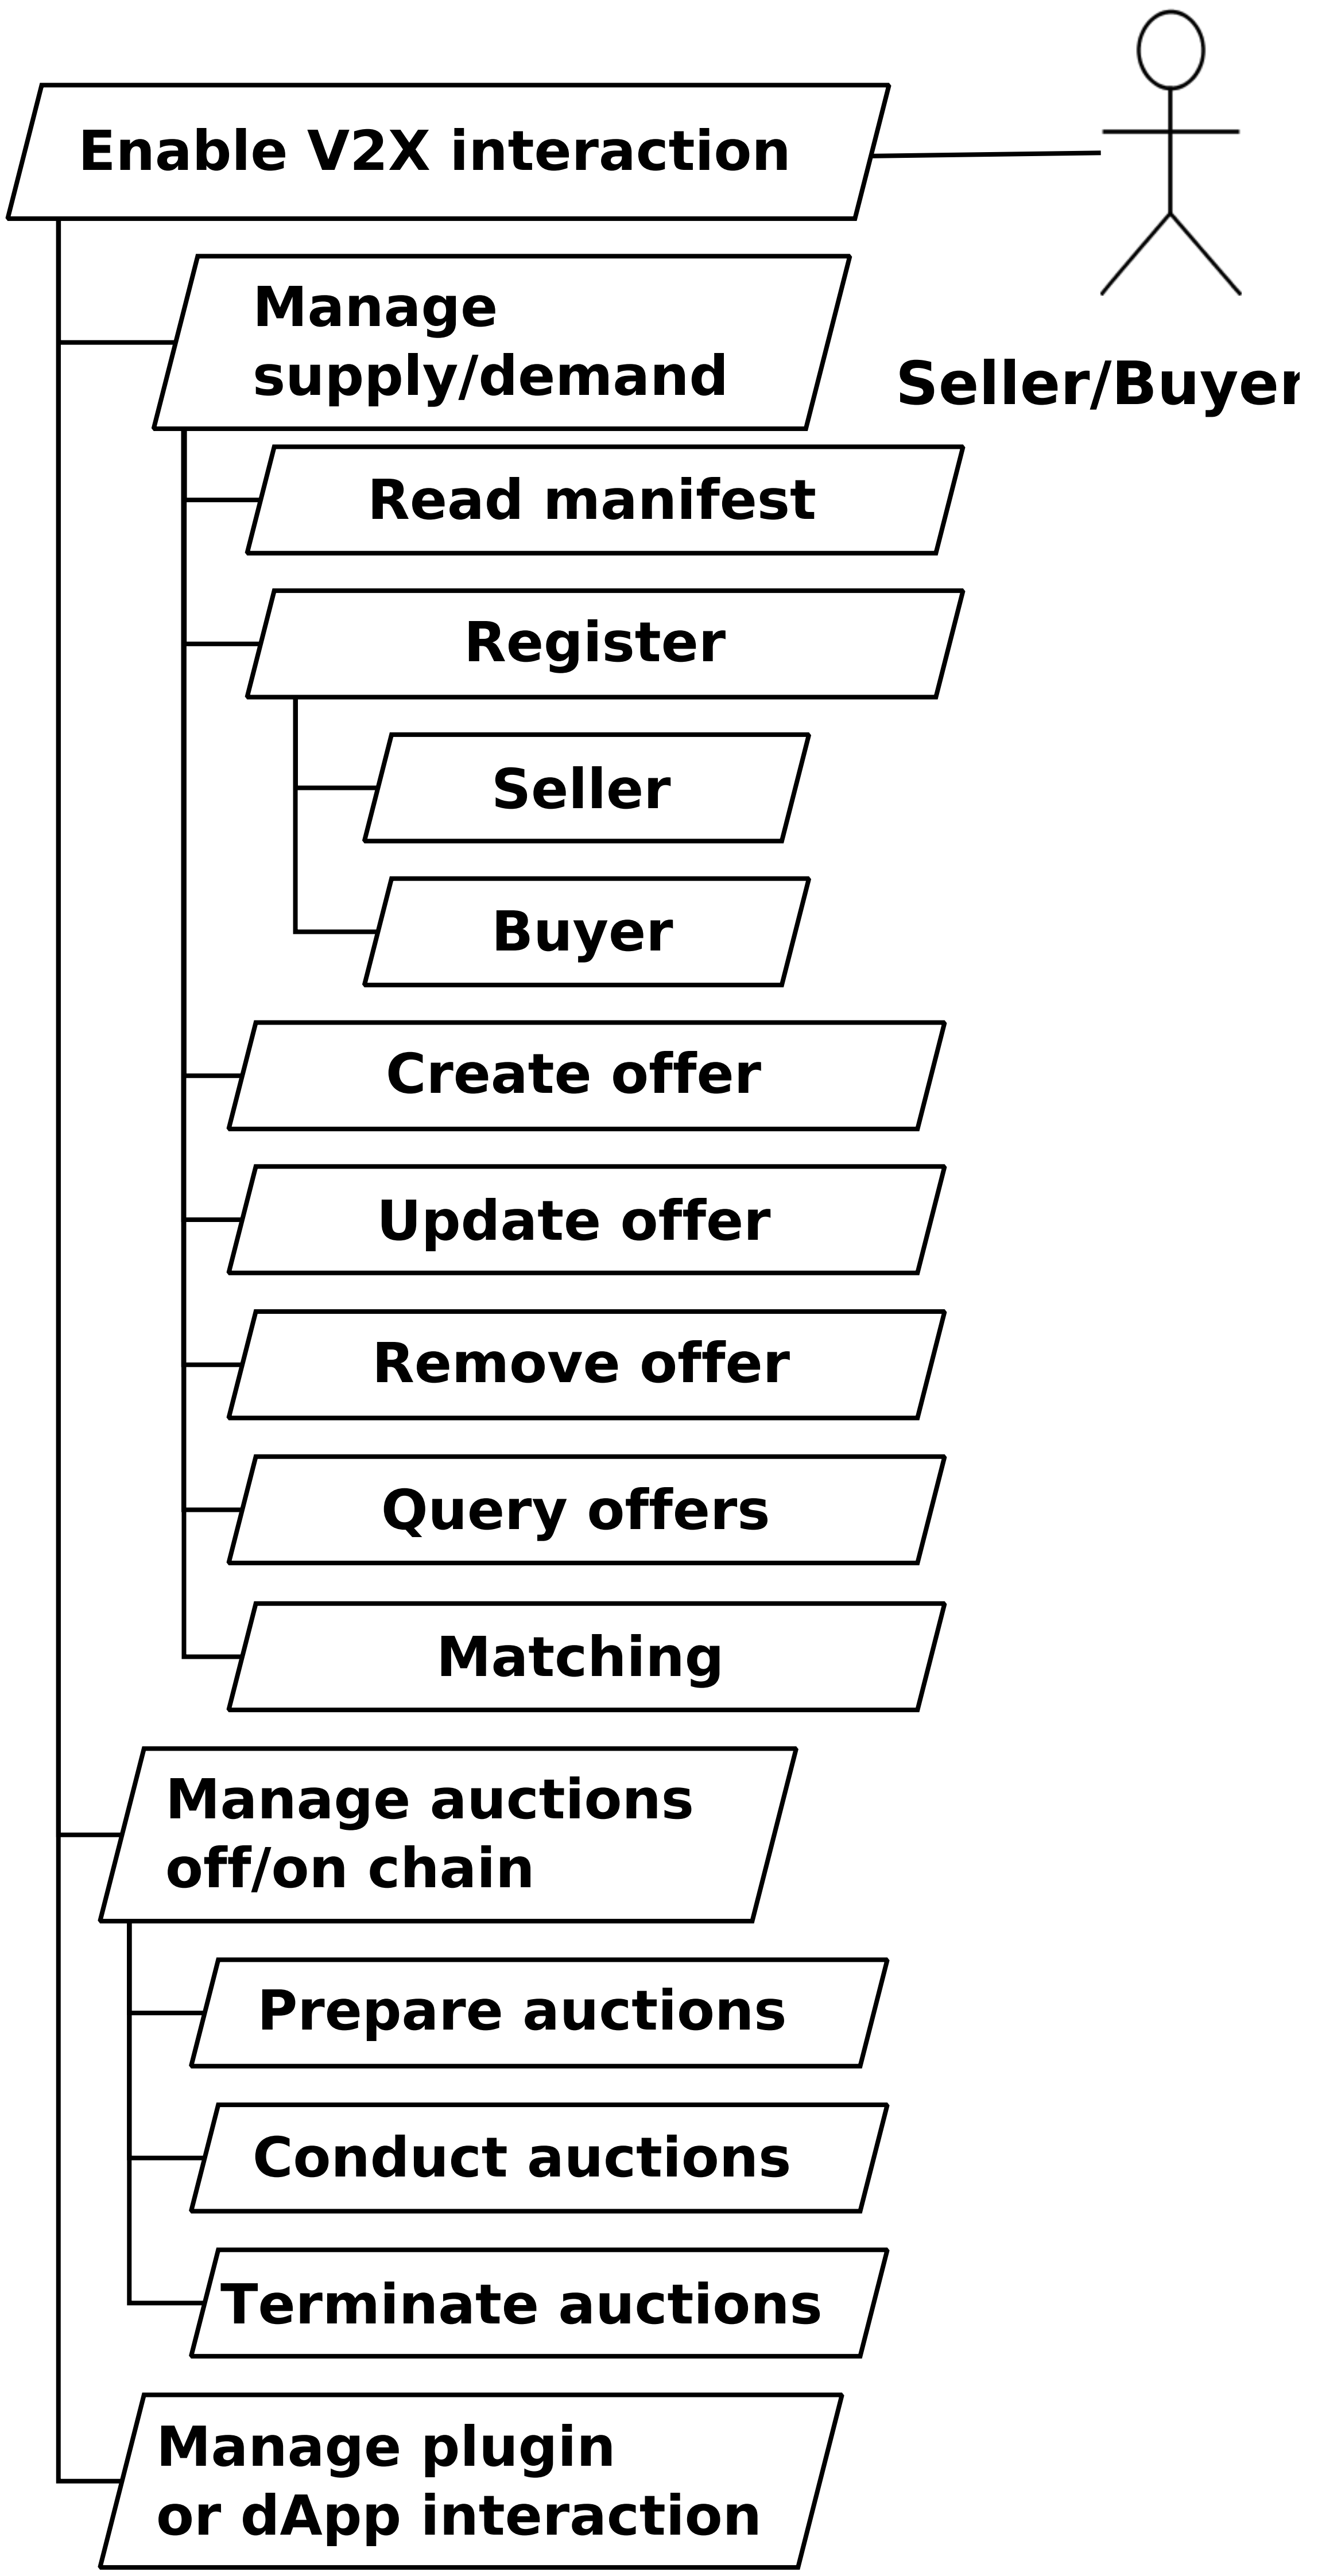 Enable V2X interaction
Manage
supply/demand
Seller/Buyer
Read manifest
Register
Seller
Buyer
Create offer
Update offer
Remove offer
Query offers
Matching
Manage auctions
off/on chain
Prepare auctions
Conduct auctions
Terminate auctions
Manage plugin
or dApp interaction